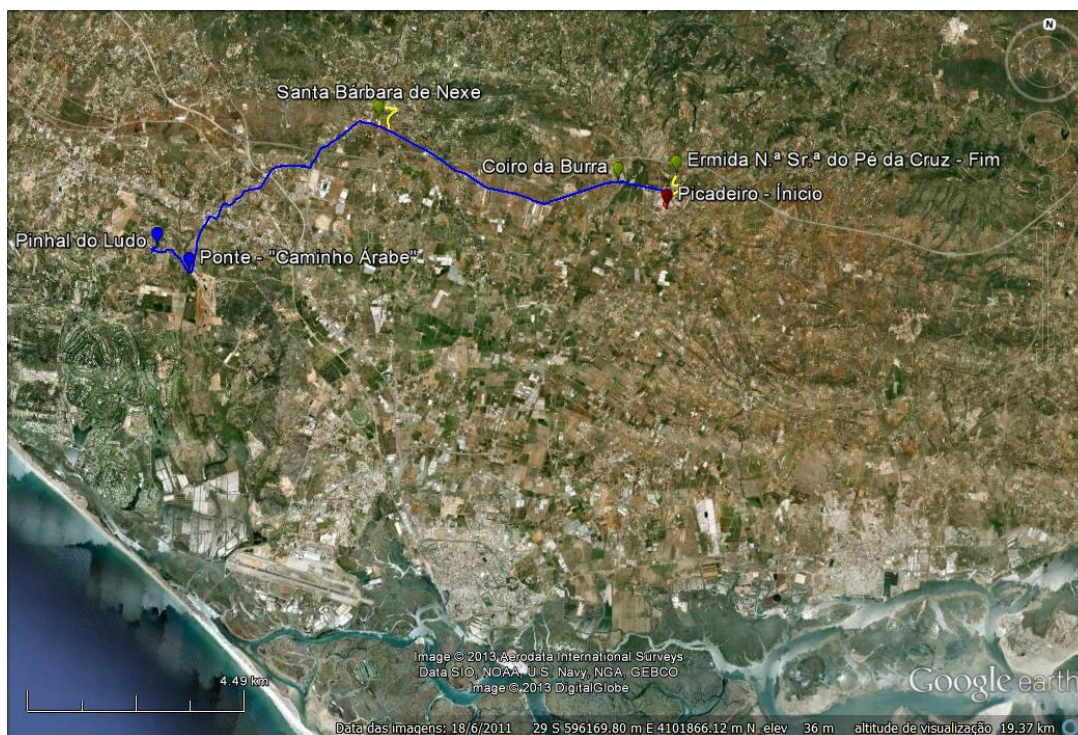 N
Santa Bárbara de Nexe
Coiro da Burra
Ermida N.ª Sr.ª do Pé da Cruz - Fim
Picadeiro - Ínicio
Pinhal do Ludo
Ponte - "Caminho Árabe"
Image © 2013 Aerodata International Surveys
Data SIO, NOAA, U.S. Navy, NGA, GEBCO
Image © 2013 DigitalGlobe
4.49 km
Google earth
Data das imagens: 18/6/2011 29 S 596169.80 m E 4101866.12 m N elev 36 m altitude de visualização 19.37 km